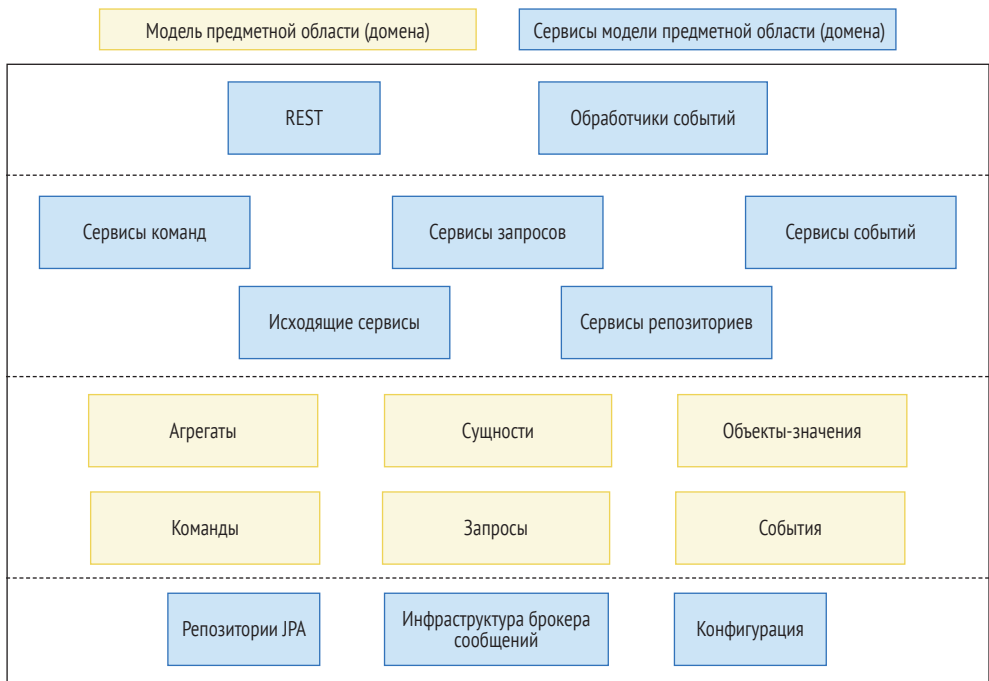 Модель предметной области (домена)
Сервисы модели предметной области (домена)
REST
Обработчики событий
Сервисы команд
Сервисы запросов
Сервисы событий
Исходящие сервисы
Сервисы репозиториев
Агрегаты
Сущности
Объекты-значения
Команды
Запросы
События
Репозитории JPA
Инфраструктура брокера
сообщений
Конфигурация